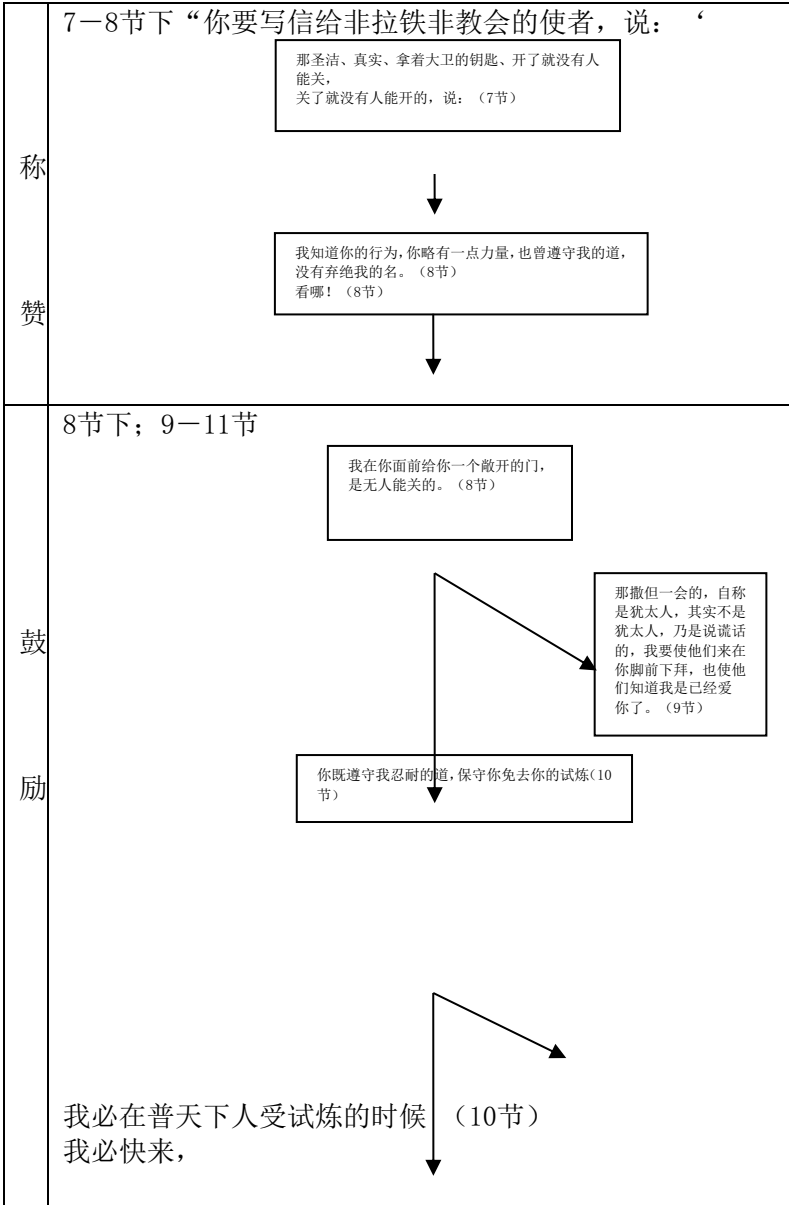 7－8节下“你要写信给非拉铁非教会的使者，说： ‘
那圣洁、真实、拿着大卫的钥匙、开了就没有人
能关，
关了就没有人能开的，说：（7节）
称
我知道你的行为，你略有一点力量，也曾遵守我的道，
没有弃绝我的名。（8节）
看哪！（8节）
赞
8节下；9－11节
我在你面前给你一个敞开的门，
是无人能关的。（8节）
那撒但一会的，自称
是犹太人，其实不是
犹太人，乃是说谎话
的，我要使他们来在
你脚前下拜，也使他
们知道我是已经爱
你了。（9节）
鼓
你既遵守我忍耐的道，保守你免去你的试炼（10
节）
励
我必在普天下人受试炼的时候 （10节）
我必快来，